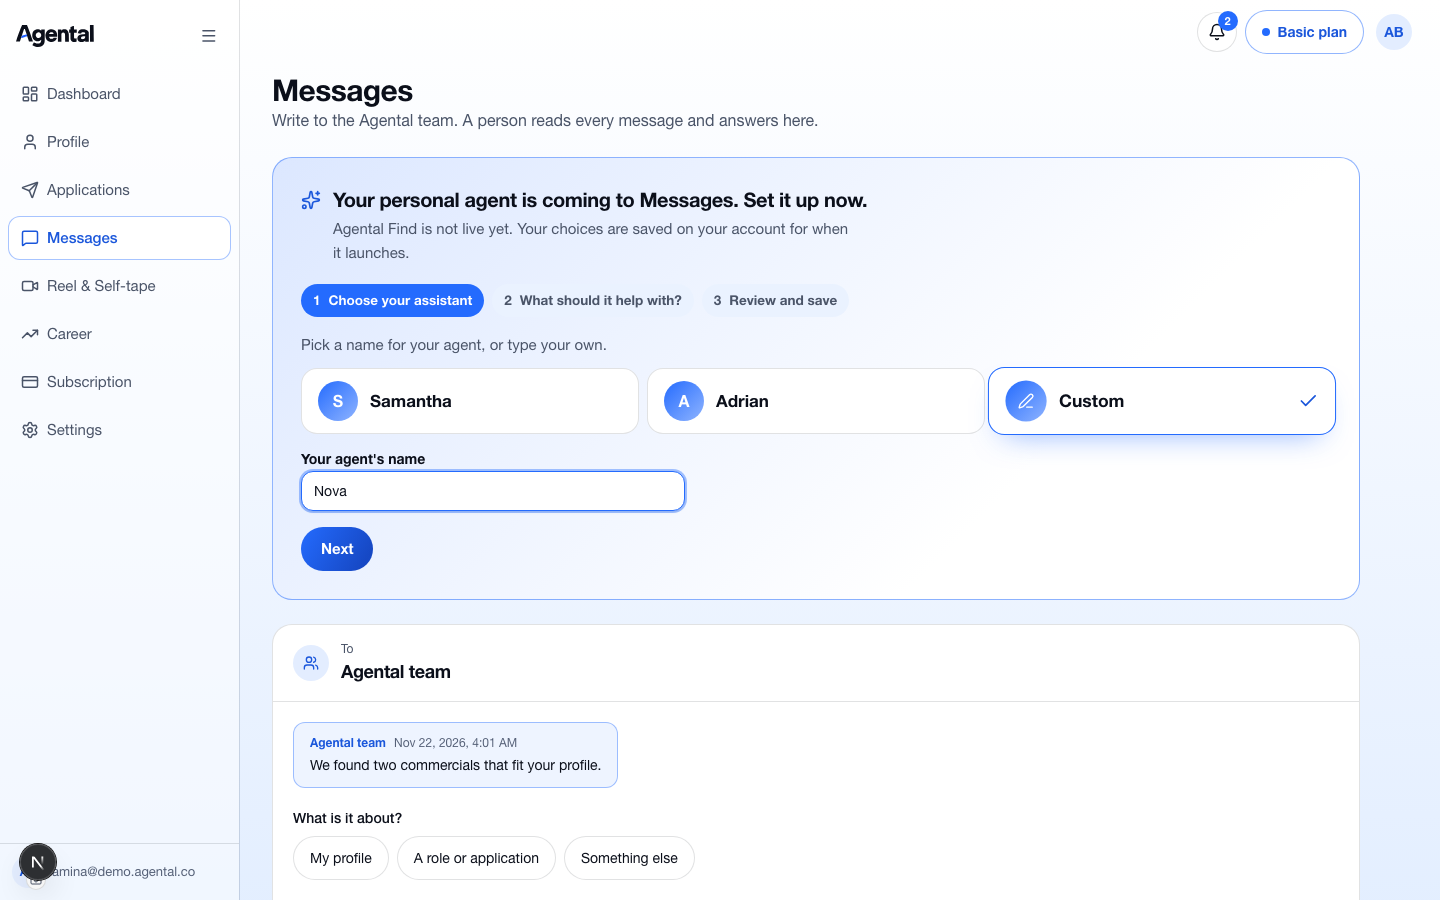 Agental
2
Basic plan
AB
Dashboard
Profile
Applications
Messages
Reel & Self-tape
Career
Subscription
Settings
amina@demo.agental.co
N
Messages
Write to the Agental team. A person reads every message and answers here.
Your personal agent is coming to Messages. Set it up now.
Agental Find is not live yet. Your choices are saved on your account for when
it launches.
1 Choose your assistant
2 What should it help with?
3 Review and save
Pick a name for your agent, or type your own.
S Samantha
A Adrian
Custom
Your agent's name
Nova
Next
To
Agental team
Agental team Nov 22, 2026, 4:01 AM
We found two commercials that fit your profile.
What is it about?
My profile
A role or application
Something else